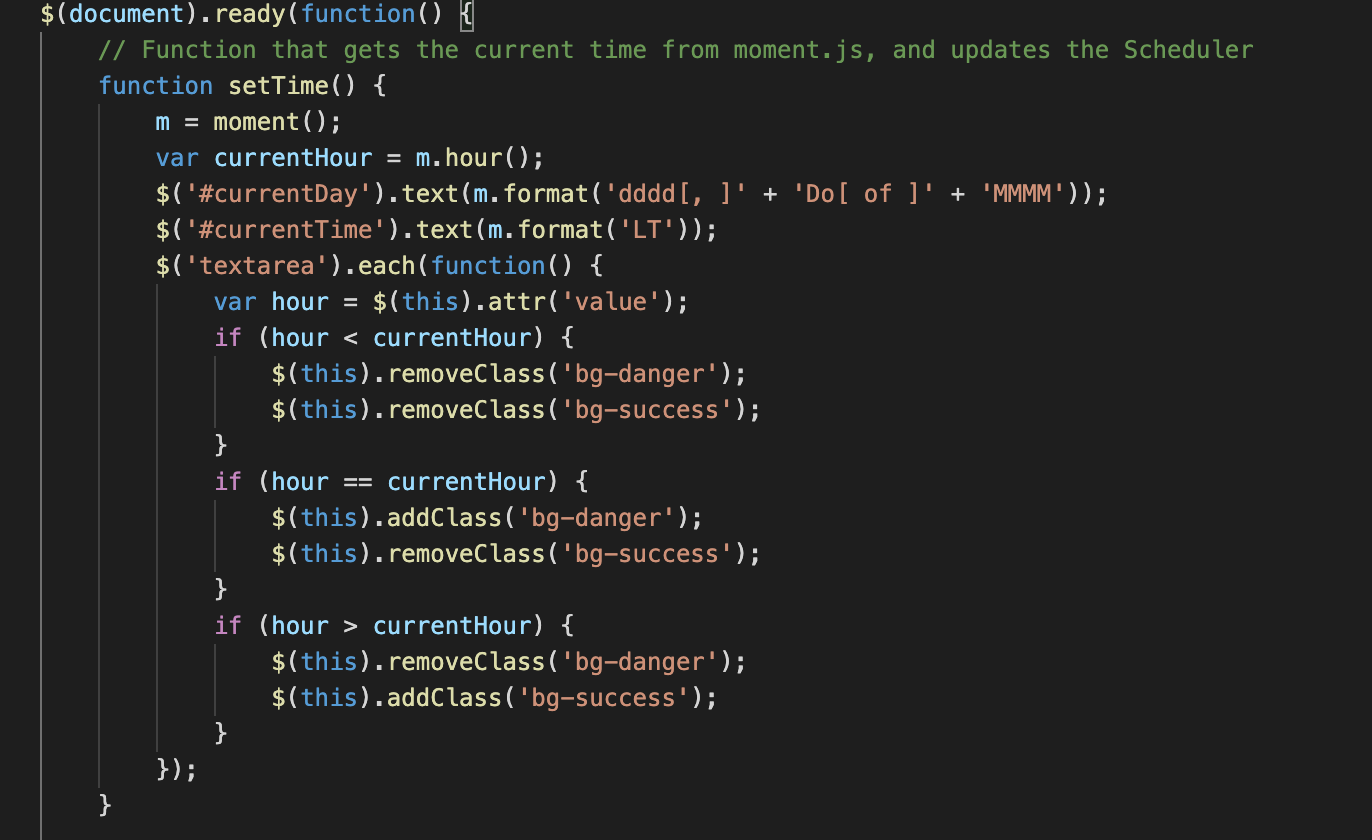 $(document).ready(function() {
    // Function that gets the current time from moment.js, and updates the Scheduler
    function setTime() {
        m = moment();
        var currentHour = m.hour();
        $('#currentDay').text(m.format('dddd[, ]' + 'Do[ of ]' + 'MMMM'));
        $('#currentTime').text(m.format('LT'));
        $('textarea').each(function() {
            var hour = $(this).attr('value');
            if (hour < currentHour) {
                $(this).removeClass('bg-danger');
                $(this).removeClass('bg-success');
            }
            if (hour == currentHour) {
                $(this).addClass('bg-danger');
                $(this).removeClass('bg-success');
            }
            if (hour > currentHour) {
                $(this).removeClass('bg-danger');
                $(this).addClass('bg-success');
            }
        });
    }